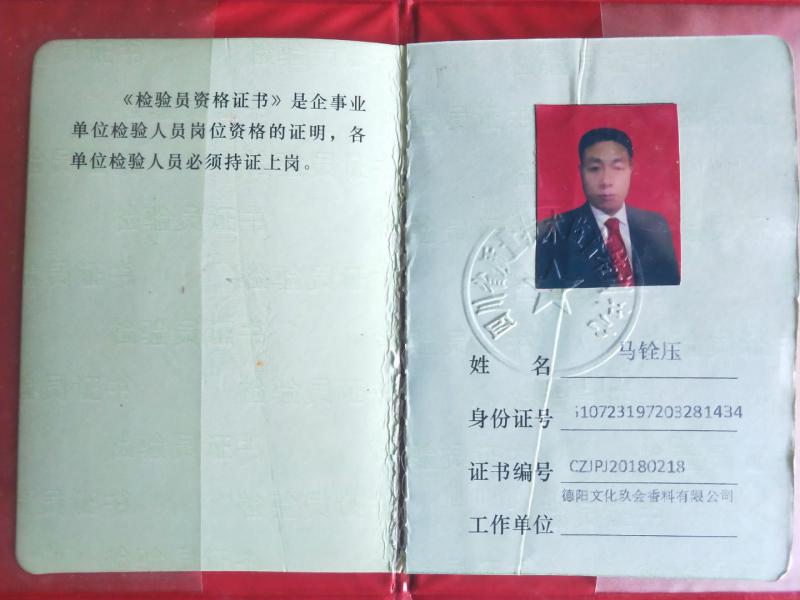 《检验员资格证书》是企事业
单位检验人员岗位资格的证明，各
单位检验人员必须持证上岗。
姓 名 马铨压
身份证号 510723197203281434
证书编号 CZJPJ20180218
德阳文化玖会香料有限公司
工作单位